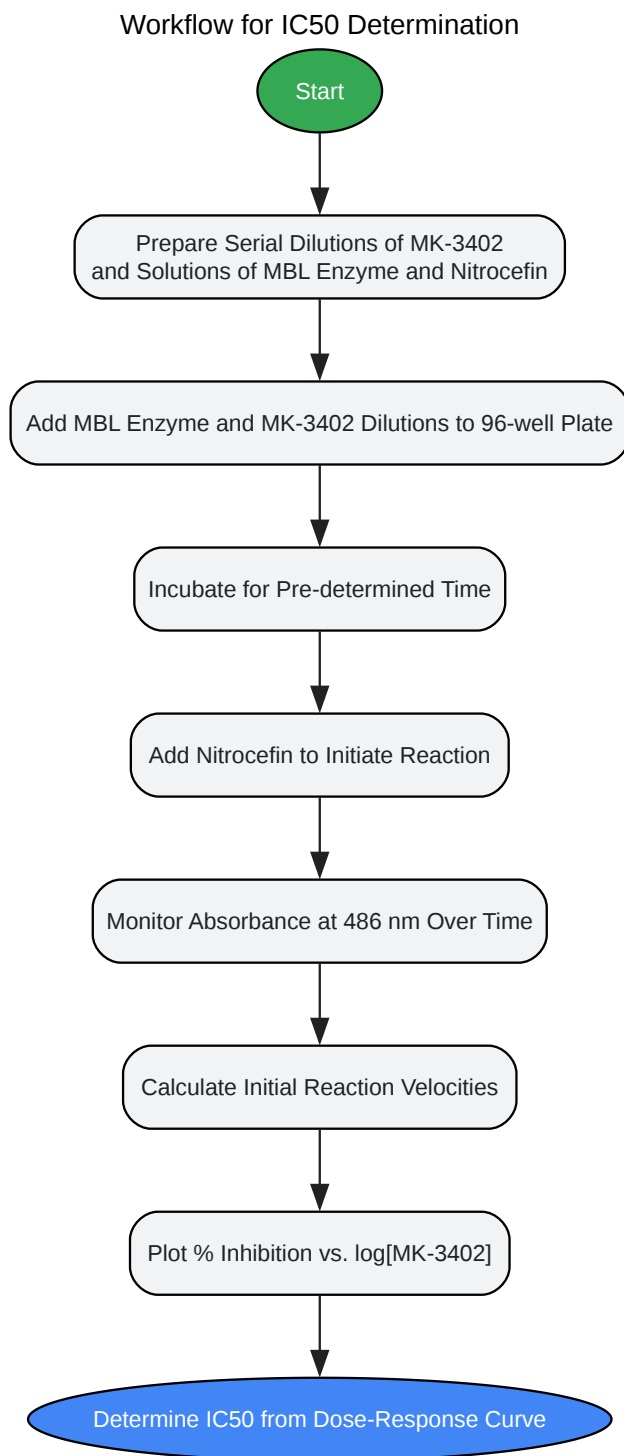 Workflow for IC50 Determination
Start
Prepare Serial Dilutions of MK-3402
and Solutions of MBL Enzyme and Nitrocefin
Add MBL Enzyme and MK-3402 Dilutions to 96-well Plate
Incubate for Pre-determined Time
Add Nitrocefin to Initiate Reaction
Monitor Absorbance at 486 nm Over Time
Calculate Initial Reaction Velocities
Plot % Inhibition vs. log[MK-3402]
Determine IC50 from Dose-Response Curve